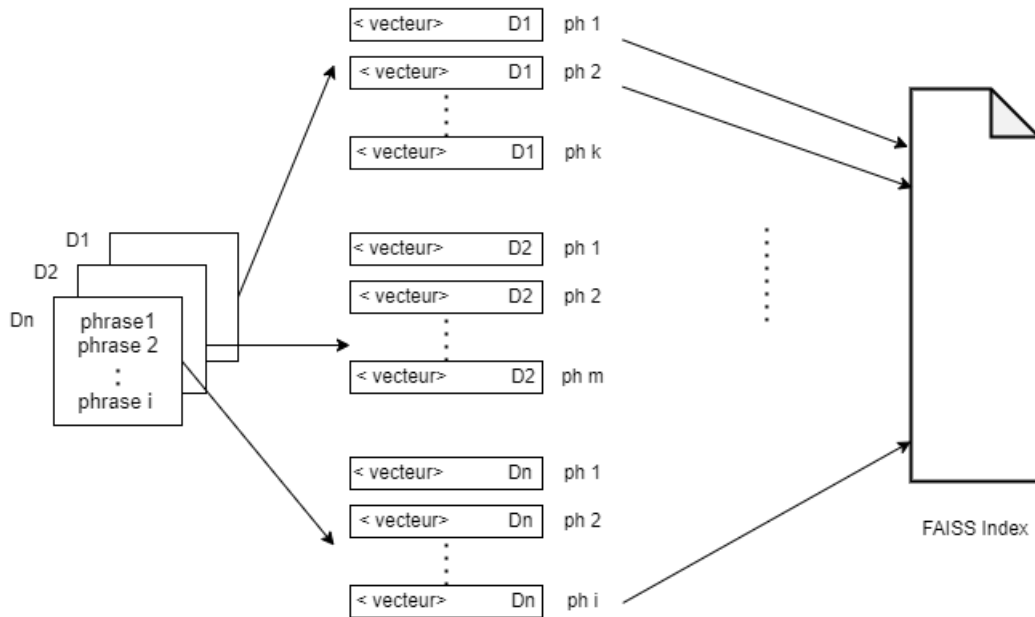 < vecteur> D1 ph 1
< vecteur> D1 ph 2
< vecteur> D1 ph k
D1
D2
Dn
phrase1
phrase 2
phrase i
< vecteur> D2 ph 1
< vecteur> D2 ph 2
< vecteur> D2 ph m
< vecteur> Dn ph 1
< vecteur> Dn ph 2
< vecteur> Dn ph i
FAISS Index